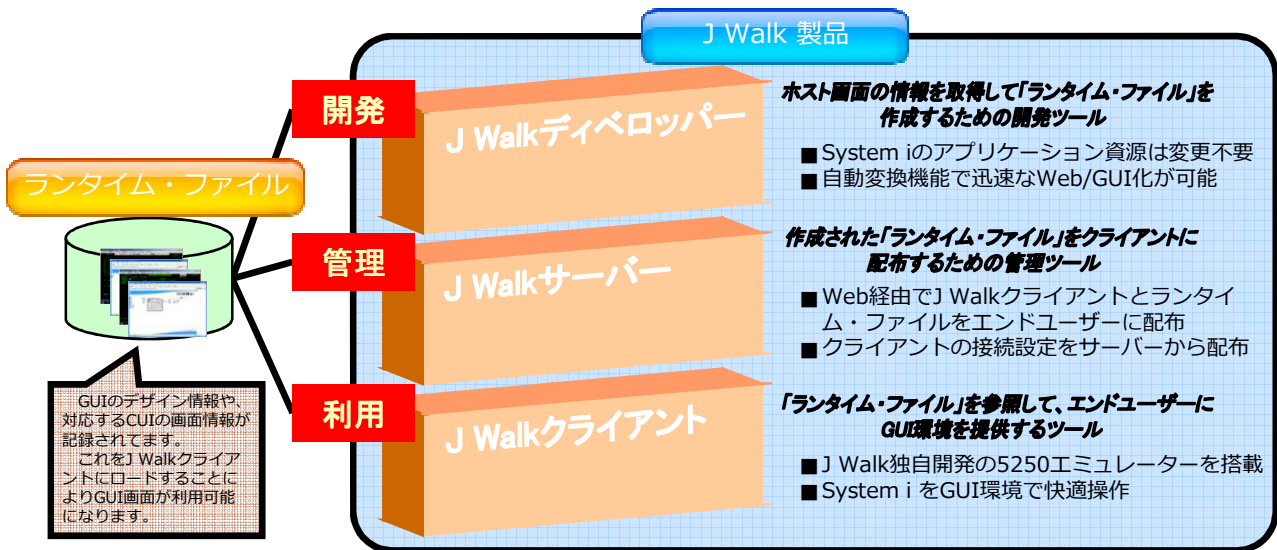 J Walk 製品
開発
J Walkディベロッパー
ホスト画面の情報を取得して「ランタイム・ファイル」を
作成するための開発ツール
■System iのアプリケーション資源は変更不要
■自動変換機能で迅速なWeb/GUI化が可能
ランタイム・ファイル
管理
J Walkサーバー
作成された「ランタイム・ファイル」をクライアントに
配布するための管理ツール
■Web経由でJ Walkクライアントとランタイ
ム・ファイルをエンドユーザーに配布
■クライアントの接続設定をサーバーから配布
GUIのデザイン情報や、
対応するCUIの画面情報が
記録されてます。
これをJ Walkクライア
ントにロードすることに
よりGUI画面が利用可能
になります。
利用
J Walkクライアント
「ランタイム・ファイル」を参照して、エンドユーザーに
GUI環境を提供するツール
■J Walk独自開発の5250エミュレーターを搭載
■System i をGUI環境で快適操作